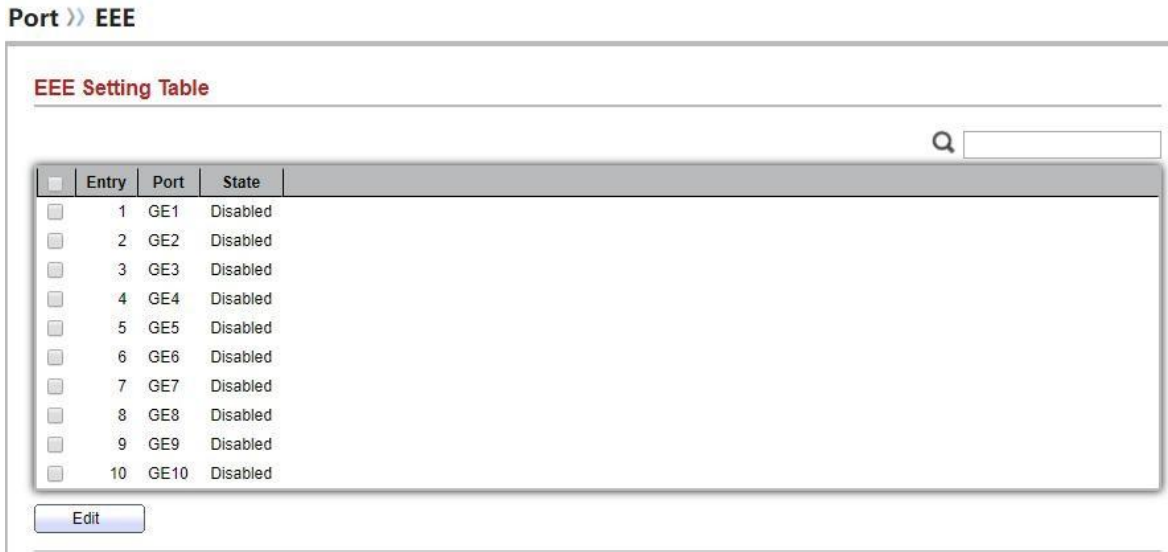 Port » EEE
EEE Setting Table
Entry Port State
1 GE1 Disabled
2 GE2 Disabled
3 GE3 Disabled
4 GE4 Disabled
5 GE5 Disabled
6 GE6 Disabled
7 GE7 Disabled
8 GE8 Disabled
9 GE9 Disabled
10 GE10 Disabled
Edit